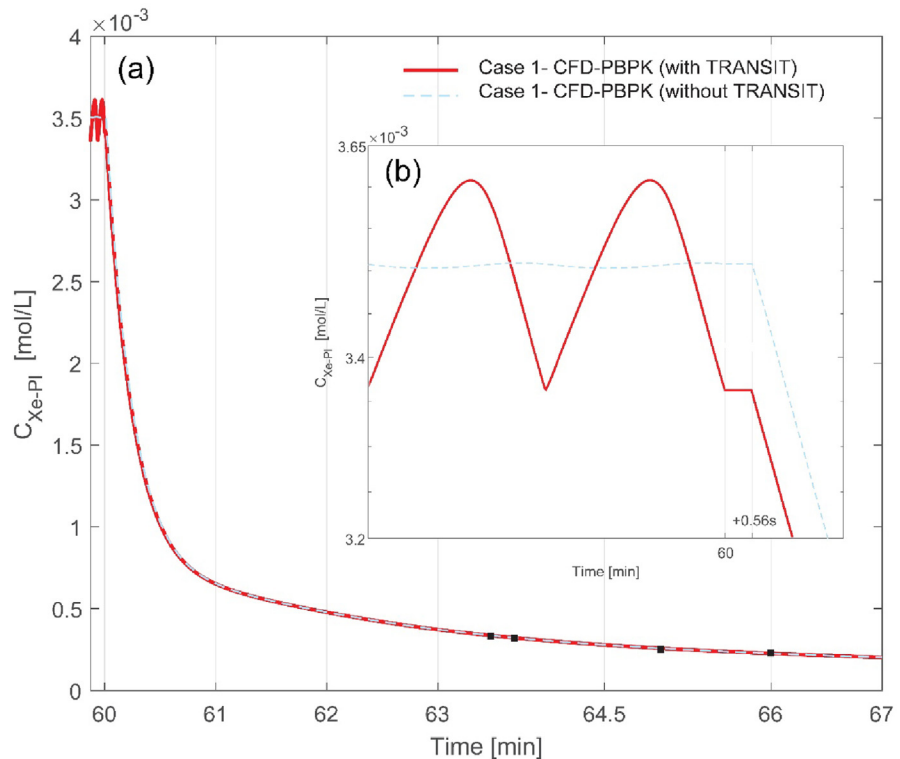 4 ×10⁻³
(a)
Case 1- CFD-PBPK (with TRANSIT)
Case 1- CFD-PBPK (without TRANSIT)
3.5
3
2.5
2
1.5
1
0.5
0
C_Xe-Pl [mol/L]
3.65 ×10⁻³
(b)
3.4
3.2
C_Xe-Pl [mol/L]
+0.56s
60
Time [min]
60 61 62 63 64.5 66 67
Time [min]